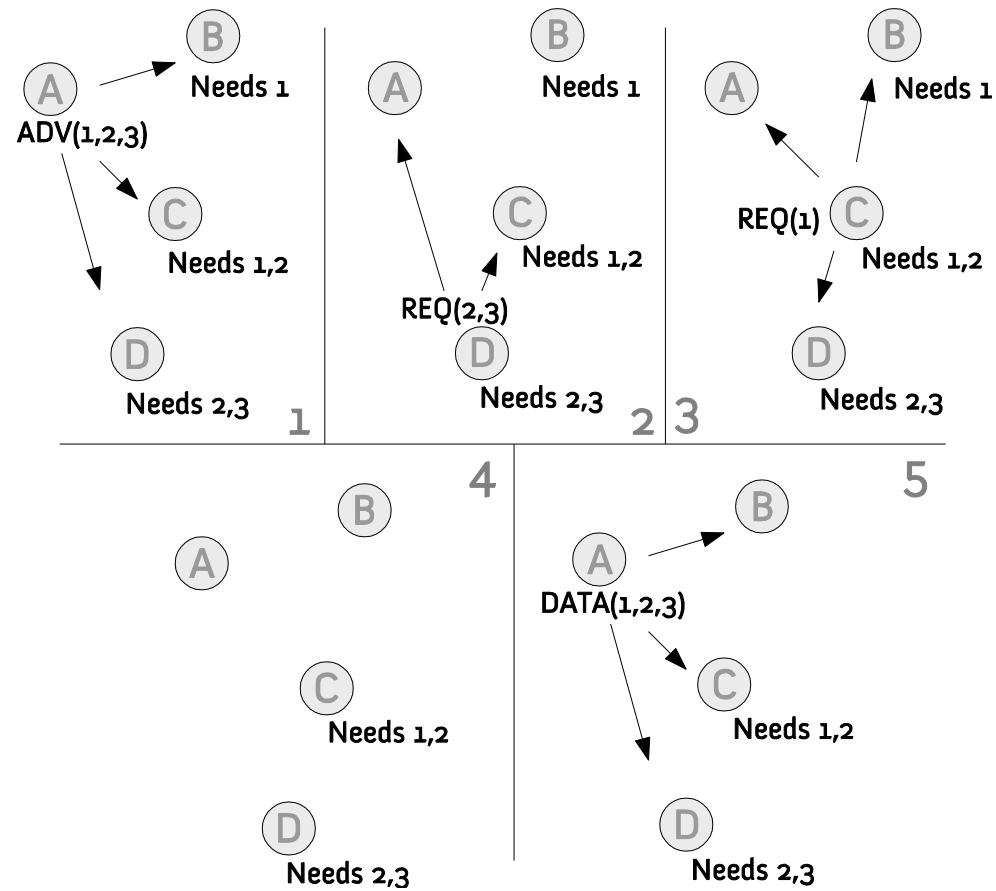 A
ADV(1,2,3)
B
Needs 1
C
Needs 1,2
D
Needs 2,3
1
A
B
Needs 1
C
Needs 1,2
REQ(2,3)
D
Needs 2,3
2
3
A
B
Needs 1
REQ(1)
C
Needs 1,2
D
Needs 2,3
4
B
A
C
Needs 1,2
D
Needs 2,3
5
B
A
DATA(1,2,3)
C
Needs 1,2
D
Needs 2,3